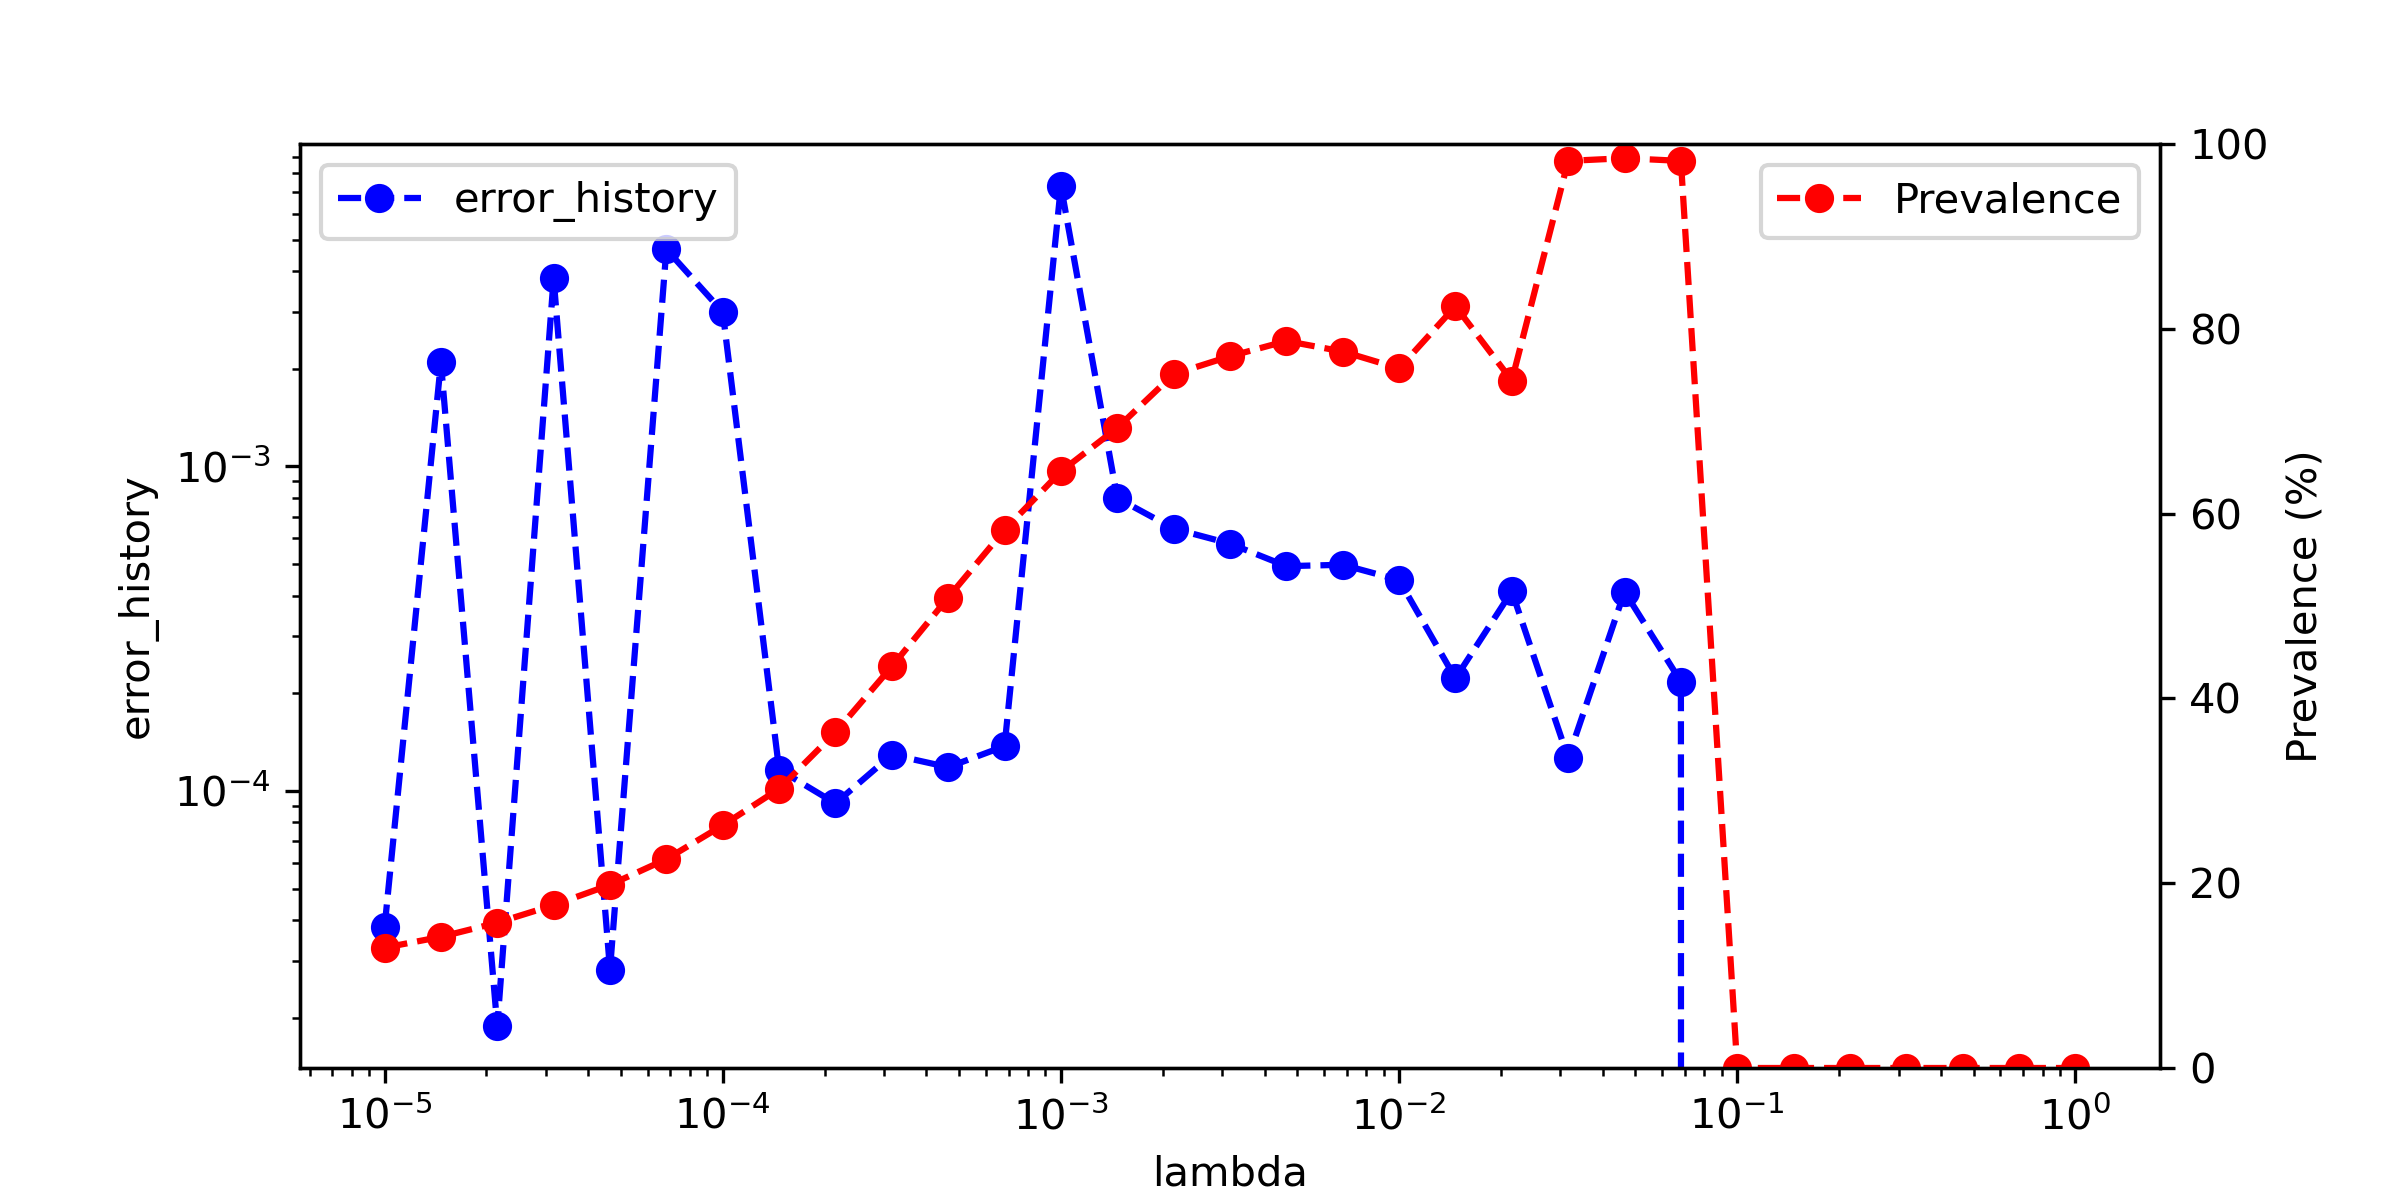 error_history
Prevalence
100
80
60
40
20
0
10⁻³
10⁻⁴
error_history
Prevalence (%)
10⁻⁵ 10⁻⁴ 10⁻³ 10⁻² 10⁻¹ 10⁰
lambda